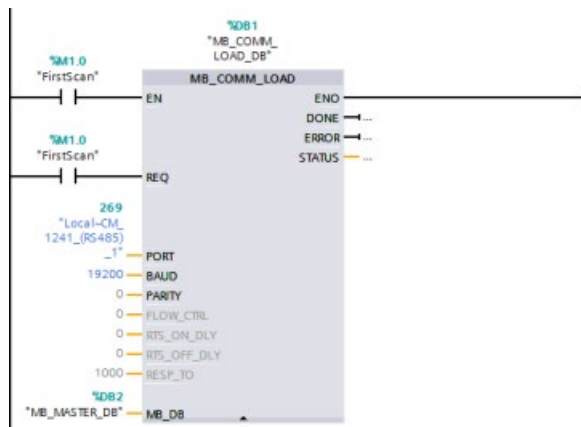 %DB1
"MB_COMM_
LOAD_DB"
%M1.0
"FirstScan"
MB_COMM_LOAD
EN
ENO
DONE
...
ERROR
...
%M1.0
"FirstScan"
STATUS
...
REQ
269
"Local~CM_
1241_(RS485)
_1"
PORT
19200
BAUD
0
PARITY
0
FLOW_CTRL
0
RTS_ON_DLY
0
RTS_OFF_DLY
1000
RESP_TO
%DB2
"MB_MASTER_DB"
MB_DB